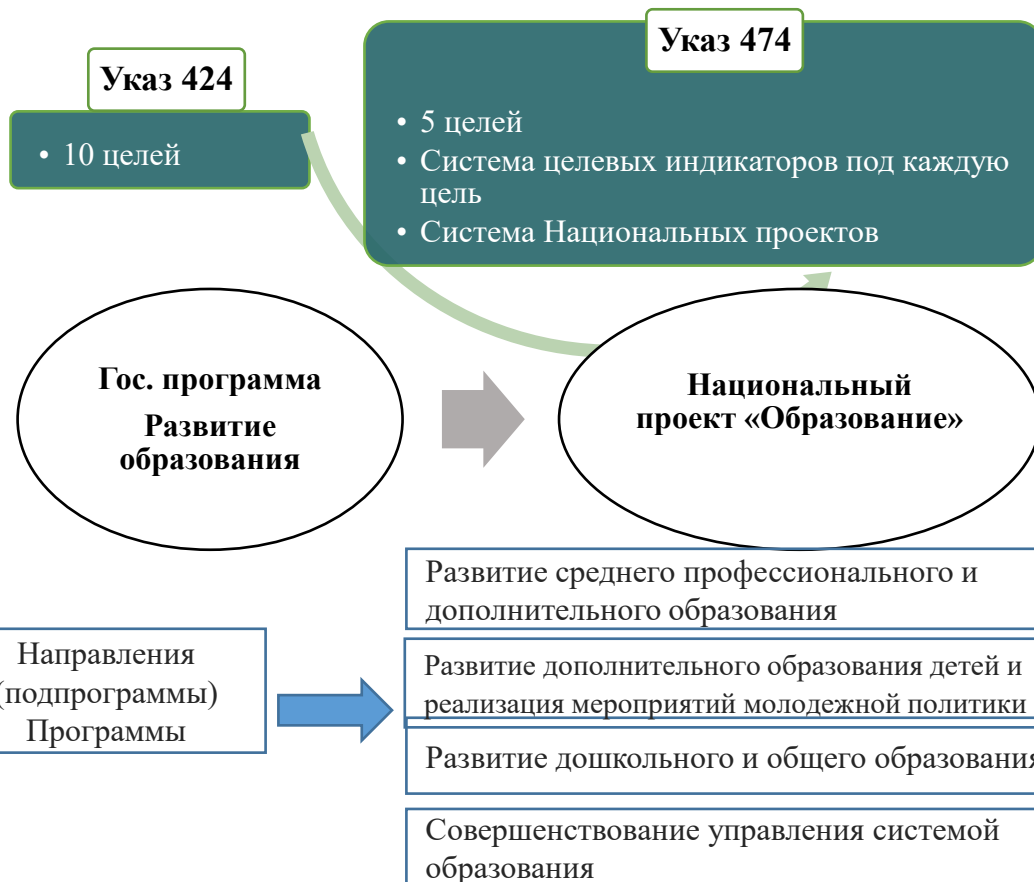 Указ 424
• 10 целей
Указ 474
• 5 целей
• Система целевых индикаторов под каждую
цель
• Система Национальных проектов
Гос. программа
Развитие
образования
Национальный
проект «Образование»
Направления
(подпрограммы)
Программы
Развитие среднего профессионального и
дополнительного образования
Развитие дополнительного образования детей и
реализация мероприятий молодежной политики
Развитие дошкольного и общего образования
Совершенствование управления системой
образования